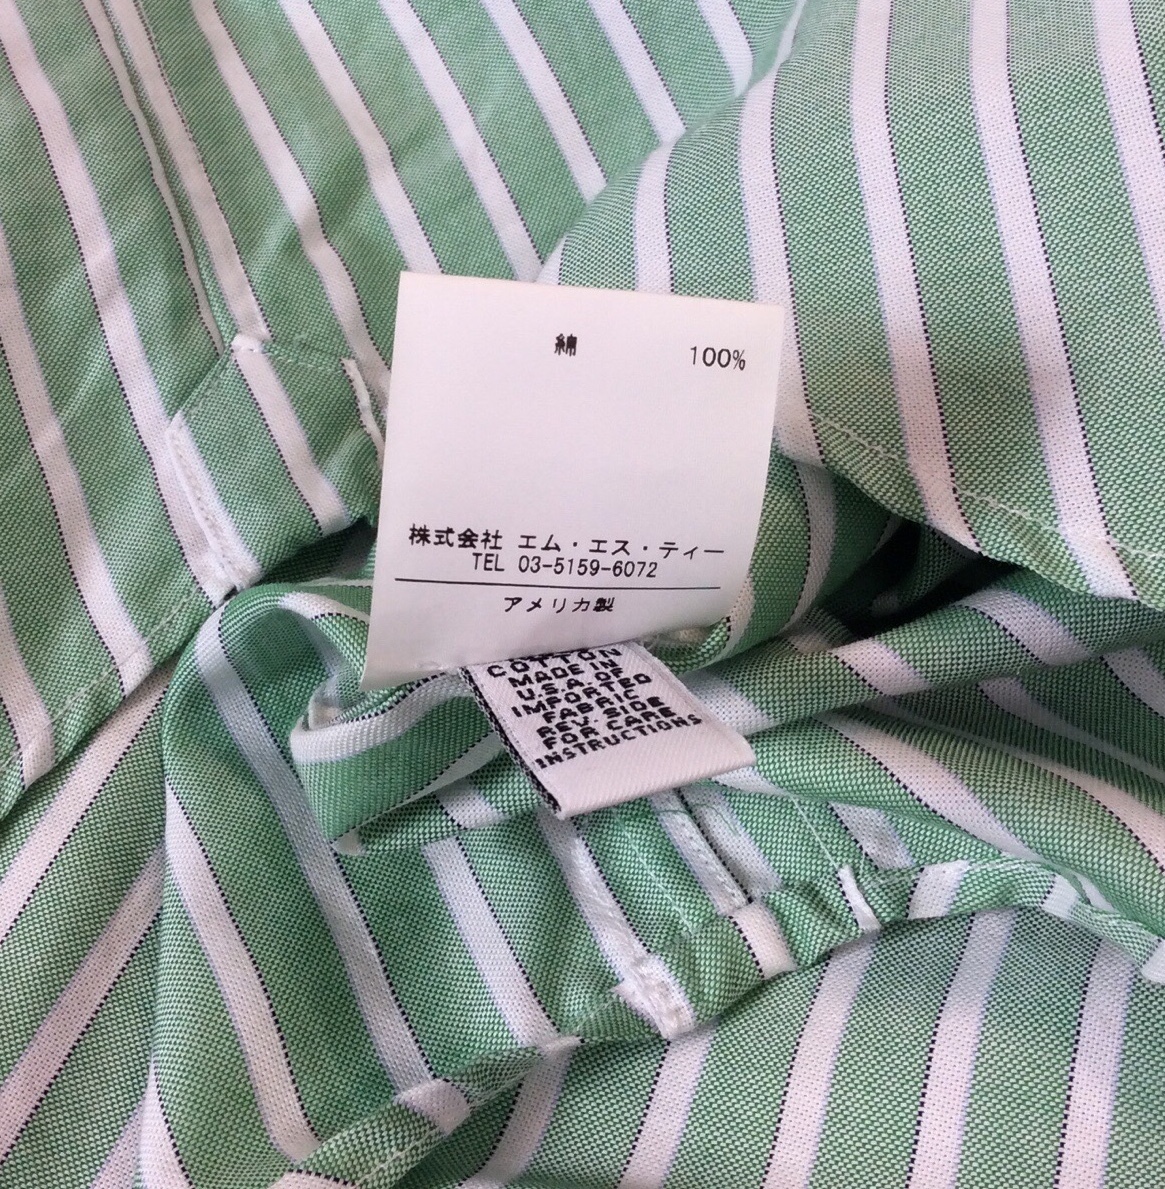 綿 100%
株式会社 エム・エス・ティー
TEL 03-5159-6072
アメリカ製
COTTON
MADE IN
U.S.A. OF
IMPORTED
FABRIC
REV. SIDE
FOR CARE
INSTRUCTIONS